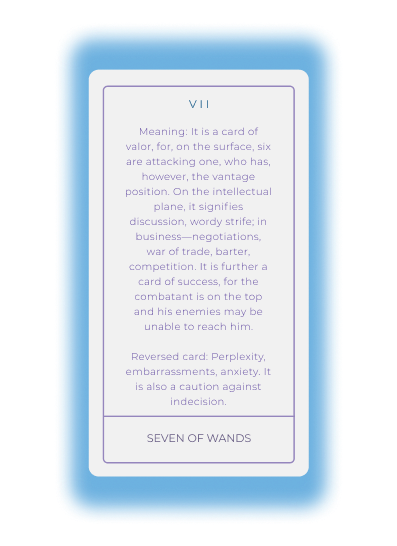 VII
Meaning: It is a card of
valor, for, on the surface, six
are attacking one, who has,
however, the vantage
position. On the intellectual
plane, it signifies
discussion, wordy strife; in
business—negotiations,
war of trade, barter,
competition. It is further a
card of success, for the
combatant is on the top
and his enemies may be
unable to reach him.
Reversed card: Perplexity,
embarrassments, anxiety. It
is also a caution against
indecision.
SEVEN OF WANDS